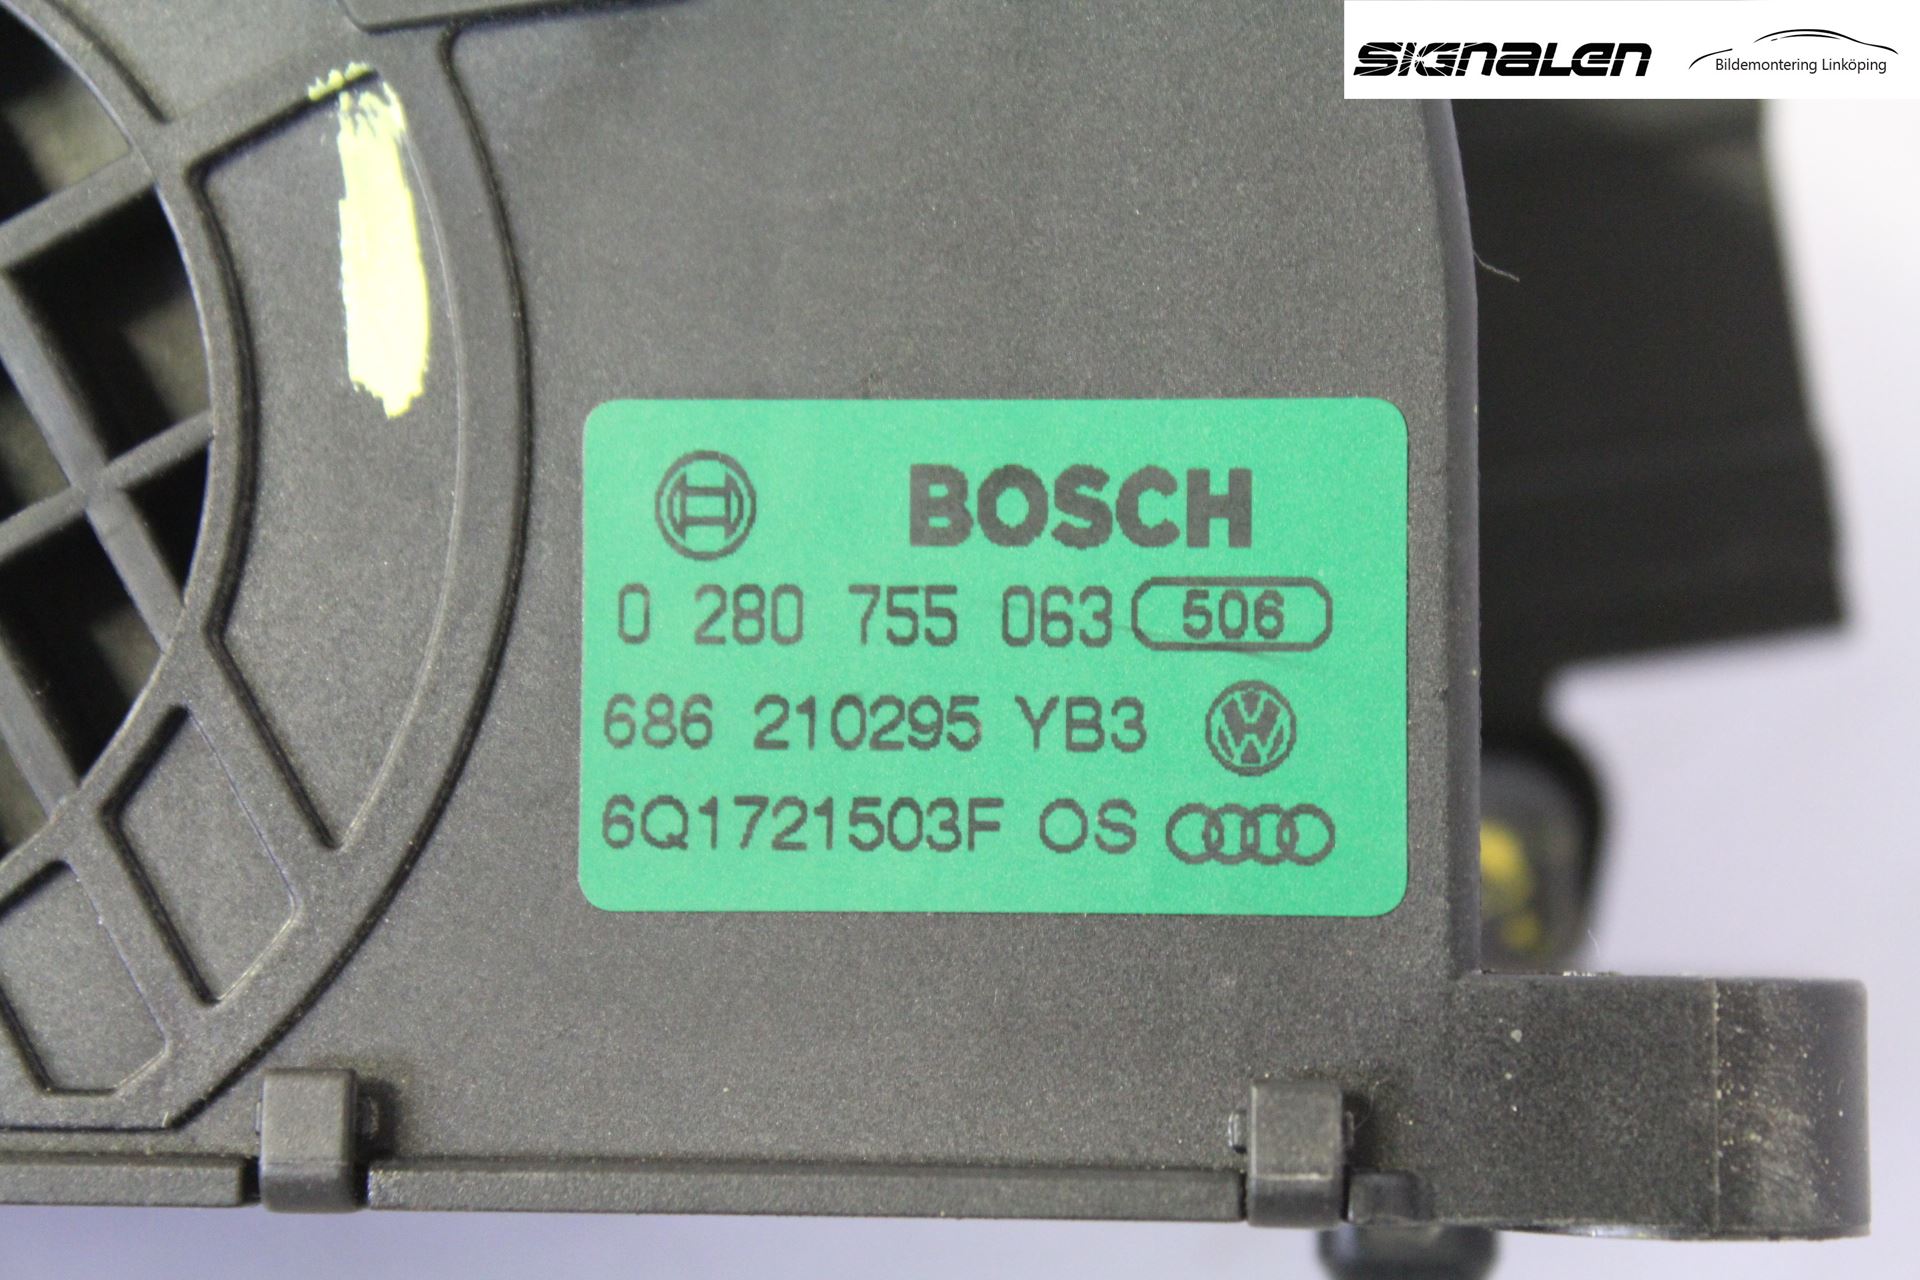 SIGNALEN
Bildemontering Linköping
BOSCH
0 280 755 063 506
686 210295 YB3
6Q1721503F OS